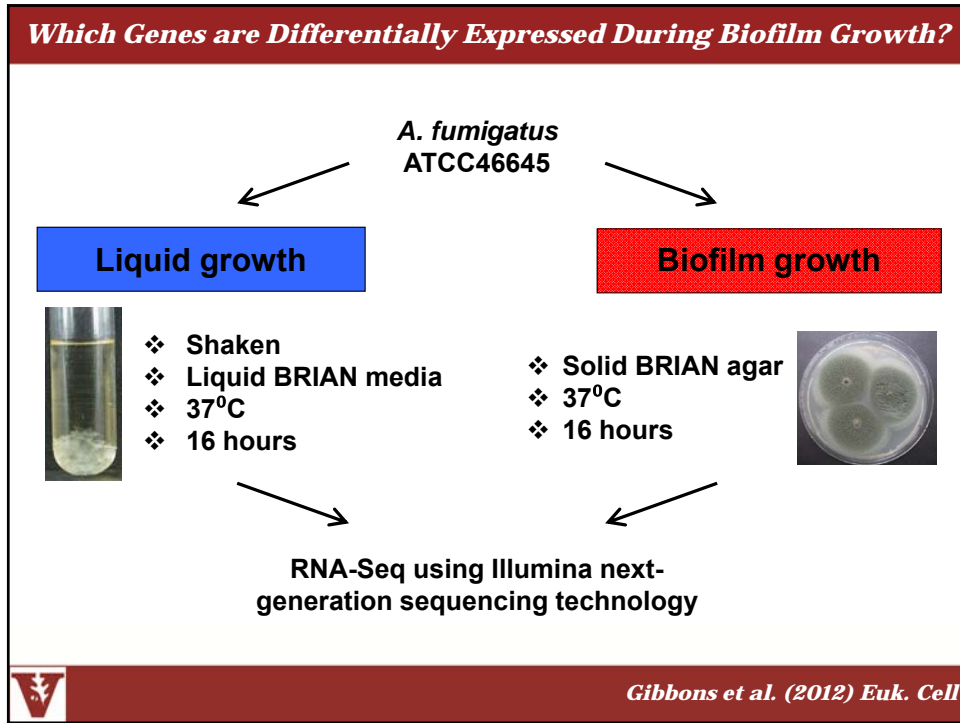 Which Genes are Differentially Expressed During Biofilm Growth?
A. fumigatus
ATCC46645
Liquid growth
❖ Shaken
❖ Liquid BRIAN media
❖ 37⁰C
❖ 16 hours
Biofilm growth
❖ Solid BRIAN agar
❖ 37⁰C
❖ 16 hours
RNA-Seq using Illumina next-
generation sequencing technology
V
Gibbons et al. (2012) Euk. Cell